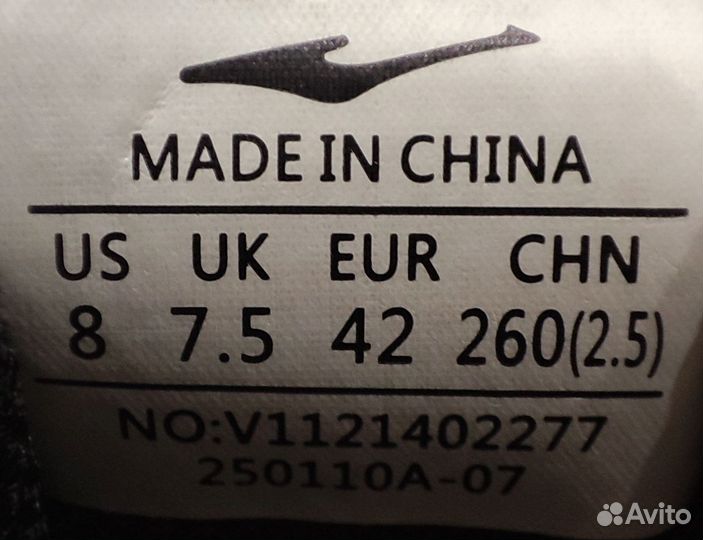 MADE IN CHINA
US UK EUR CHN
8 7.5 42 260(2.5)
NO:V1121402277
250110A-07
Avito